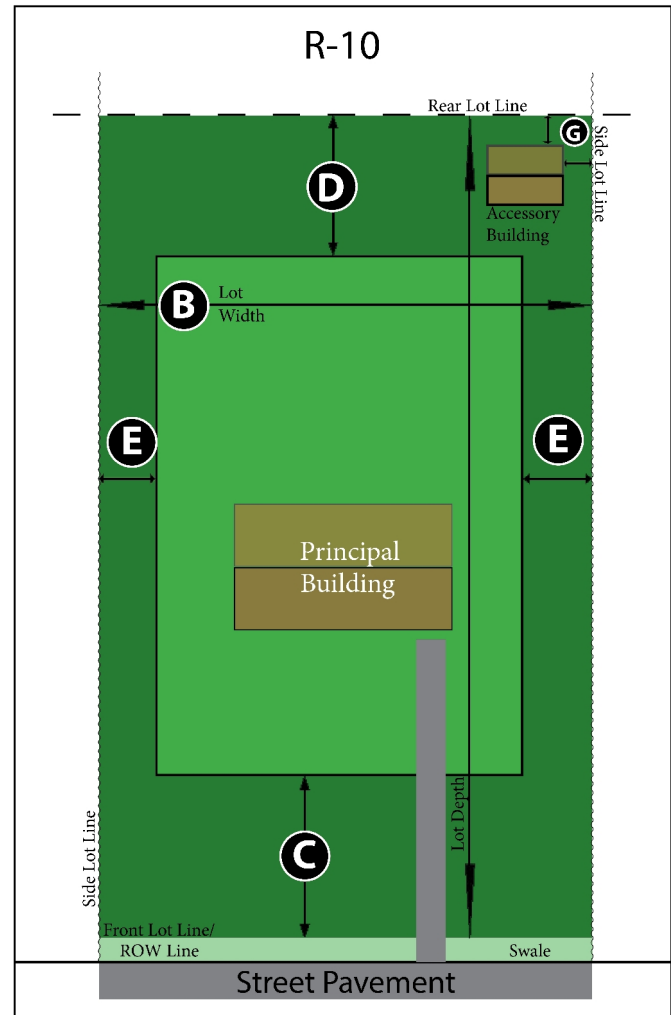 R-10
Rear Lot Line
G
Side Lot Line
D
Accessory
Building
B
Lot
Width
E
E
Principal
Building
C
Lot Depth
Side Lot Line
Front Lot Line/
ROW Line
Swale
Street Pavement